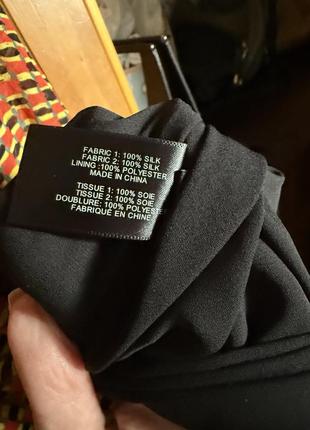 FABRIC 1: 100% SILK
FABRIC 2: 100% SILK
LINING :100% POLYESTER
MADE IN CHINA
TISSUE 1: 100% SOIE
TISSUE 2: 100% SOIE
DOUBLURE: 100% POLYESTER
FABRIQUÉ EN CHINE